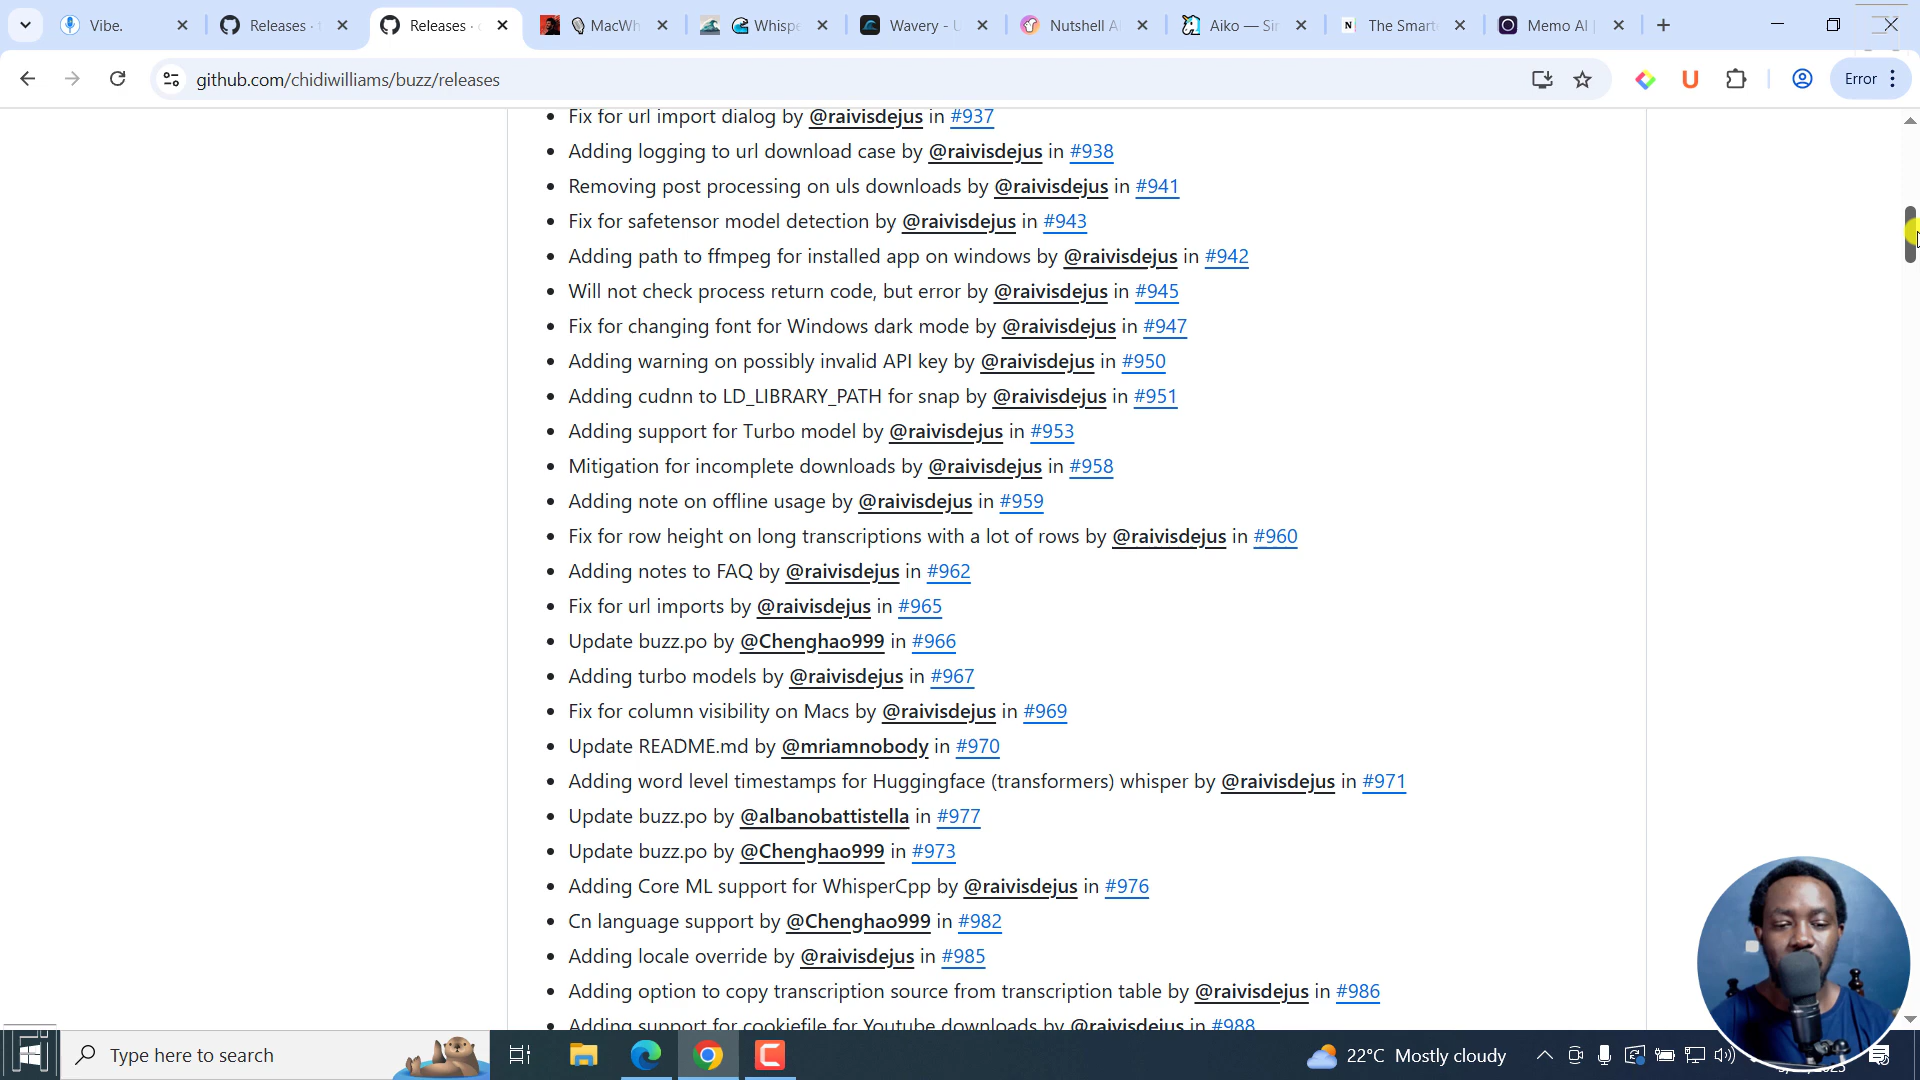 Vibe.
Releases ·
Releases ·
MacWh
Whispe
Wavery - U
Nutshell A
Aiko — Sir
The Smart
Memo AI |
github.com/chidiwilliams/buzz/releases
Error
Fix for url import dialog by @raivisdejus in #937
Adding logging to url download case by @raivisdejus in #938
Removing post processing on uls downloads by @raivisdejus in #941
Fix for safetensor model detection by @raivisdejus in #943
Adding path to ffmpeg for installed app on windows by @raivisdejus in #942
Will not check process return code, but error by @raivisdejus in #945
Fix for changing font for Windows dark mode by @raivisdejus in #947
Adding warning on possibly invalid API key by @raivisdejus in #950
Adding cudnn to LD_LIBRARY_PATH for snap by @raivisdejus in #951
Adding support for Turbo model by @raivisdejus in #953
Mitigation for incomplete downloads by @raivisdejus in #958
Adding note on offline usage by @raivisdejus in #959
Fix for row height on long transcriptions with a lot of rows by @raivisdejus in #960
Adding notes to FAQ by @raivisdejus in #962
Fix for url imports by @raivisdejus in #965
Update buzz.po by @Chenghao999 in #966
Adding turbo models by @raivisdejus in #967
Fix for column visibility on Macs by @raivisdejus in #969
Update README.md by @mriamnobody in #970
Adding word level timestamps for Huggingface (transformers) whisper by @raivisdejus in #971
Update buzz.po by @albanobattistella in #977
Update buzz.po by @Chenghao999 in #973
Adding Core ML support for WhisperCpp by @raivisdejus in #976
Cn language support by @Chenghao999 in #982
Adding locale override by @raivisdejus in #985
Adding option to copy transcription source from transcription table by @raivisdejus in #986
Adding support for cookiefile for Youtube downloads by @raivisdejus in #988
Type here to search
22°C Mostly cloudy